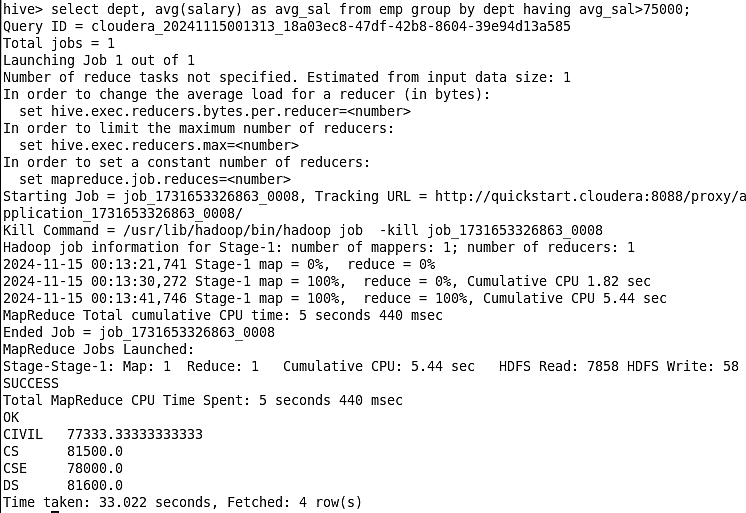 hive> select dept, avg(salary) as avg_sal from emp group by dept having avg_sal>75000;
Query ID = cloudera_20241115001313_18a03ec8-47df-42b8-8604-39e94d13a585
Total jobs = 1
Launching Job 1 out of 1
Number of reduce tasks not specified. Estimated from input data size: 1
In order to change the average load for a reducer (in bytes):
  set hive.exec.reducers.bytes.per.reducer=<number>
In order to limit the maximum number of reducers:
  set hive.exec.reducers.max=<number>
In order to set a constant number of reducers:
  set mapreduce.job.reduces=<number>
Starting Job = job_1731653326863_0008, Tracking URL = http://quickstart.cloudera:8088/proxy/a
pplication_1731653326863_0008/
Kill Command = /usr/lib/hadoop/bin/hadoop job  -kill job_1731653326863_0008
Hadoop job information for Stage-1: number of mappers: 1; number of reducers: 1
2024-11-15 00:13:21,741 Stage-1 map = 0%,  reduce = 0%
2024-11-15 00:13:30,272 Stage-1 map = 100%,  reduce = 0%, Cumulative CPU 1.82 sec
2024-11-15 00:13:41,746 Stage-1 map = 100%,  reduce = 100%, Cumulative CPU 5.44 sec
MapReduce Total cumulative CPU time: 5 seconds 440 msec
Ended Job = job_1731653326863_0008
MapReduce Jobs Launched:
Stage-Stage-1: Map: 1  Reduce: 1   Cumulative CPU: 5.44 sec   HDFS Read: 7858 HDFS Write: 58
SUCCESS
Total MapReduce CPU Time Spent: 5 seconds 440 msec
OK
CIVIL   77333.33333333333
CS      81500.0
CSE     78000.0
DS      81600.0
Time taken: 33.022 seconds, Fetched: 4 row(s)